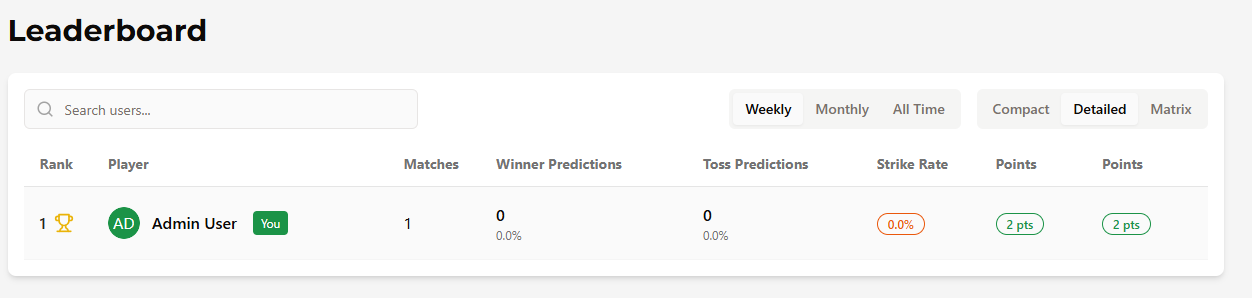 Leaderboard
Search users...
Weekly Monthly All Time Compact Detailed Matrix
Rank Player Matches Winner Predictions Toss Predictions Strike Rate Points Points
1 AD Admin User You 1 0 0 0.0% 2 pts 2 pts
0.0% 0.0%